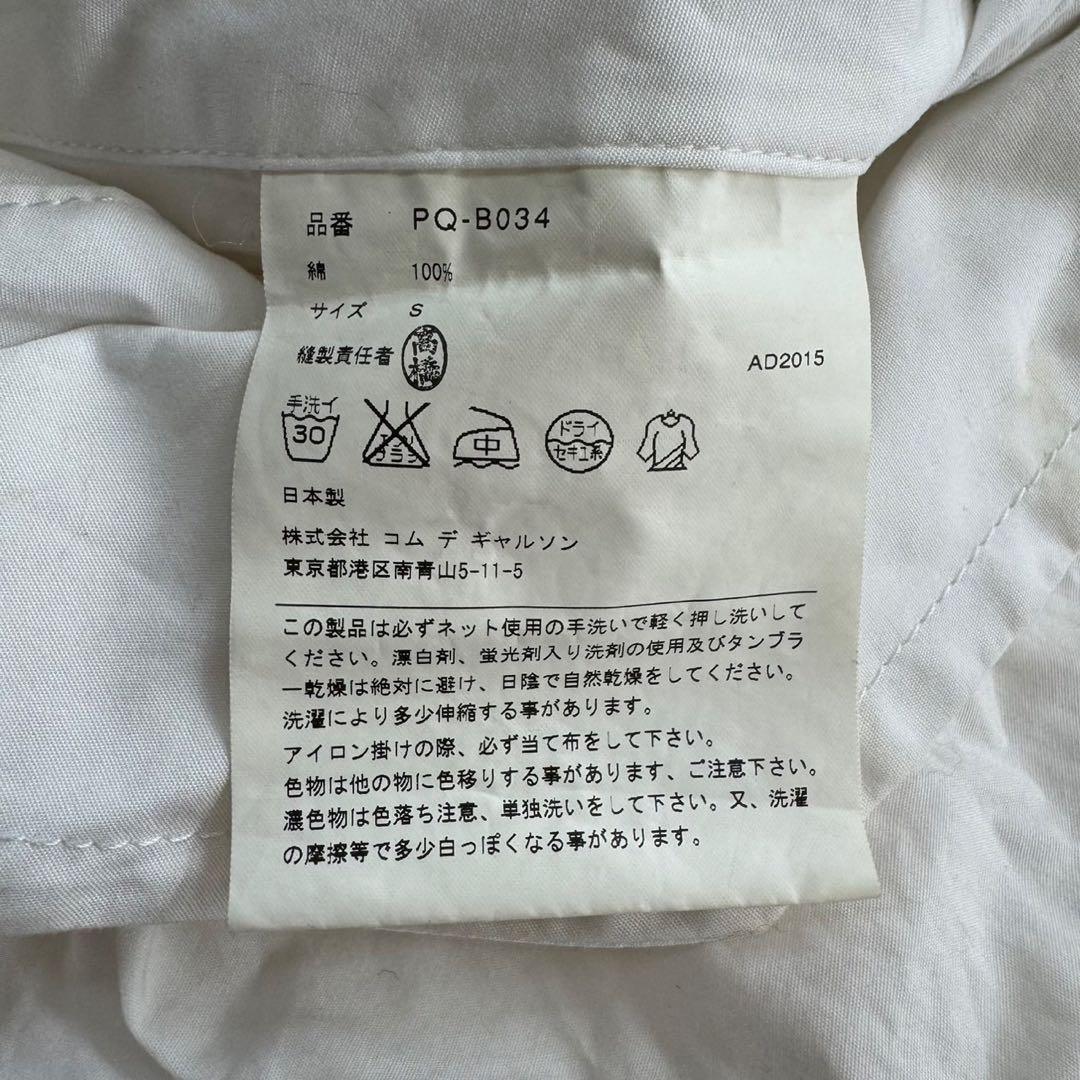 品番 PQ-B034
綿 100%
サイズ S
縫製責任者 高橋
AD2015
手洗イ
30
エンソ
サラシ
中
ドライ
セキユ系
日本製
株式会社 コム デ ギャルソン
東京都港区南青山5-11-5
この製品は必ずネット使用の手洗いで軽く押し洗いして
ください。漂白剤、蛍光剤入り洗剤の使用及びタンブラ
ー乾燥は絶対に避け、日陰で自然乾燥をしてください。
洗濯により多少伸縮する事があります。
アイロン掛けの際、必ず当て布をして下さい。
色物は他の物に色移りする事があります、ご注意下さい。
濃色物は色落ち注意、単独洗いをして下さい。又、洗濯
の摩擦等で多少白っぽくなる事があります。